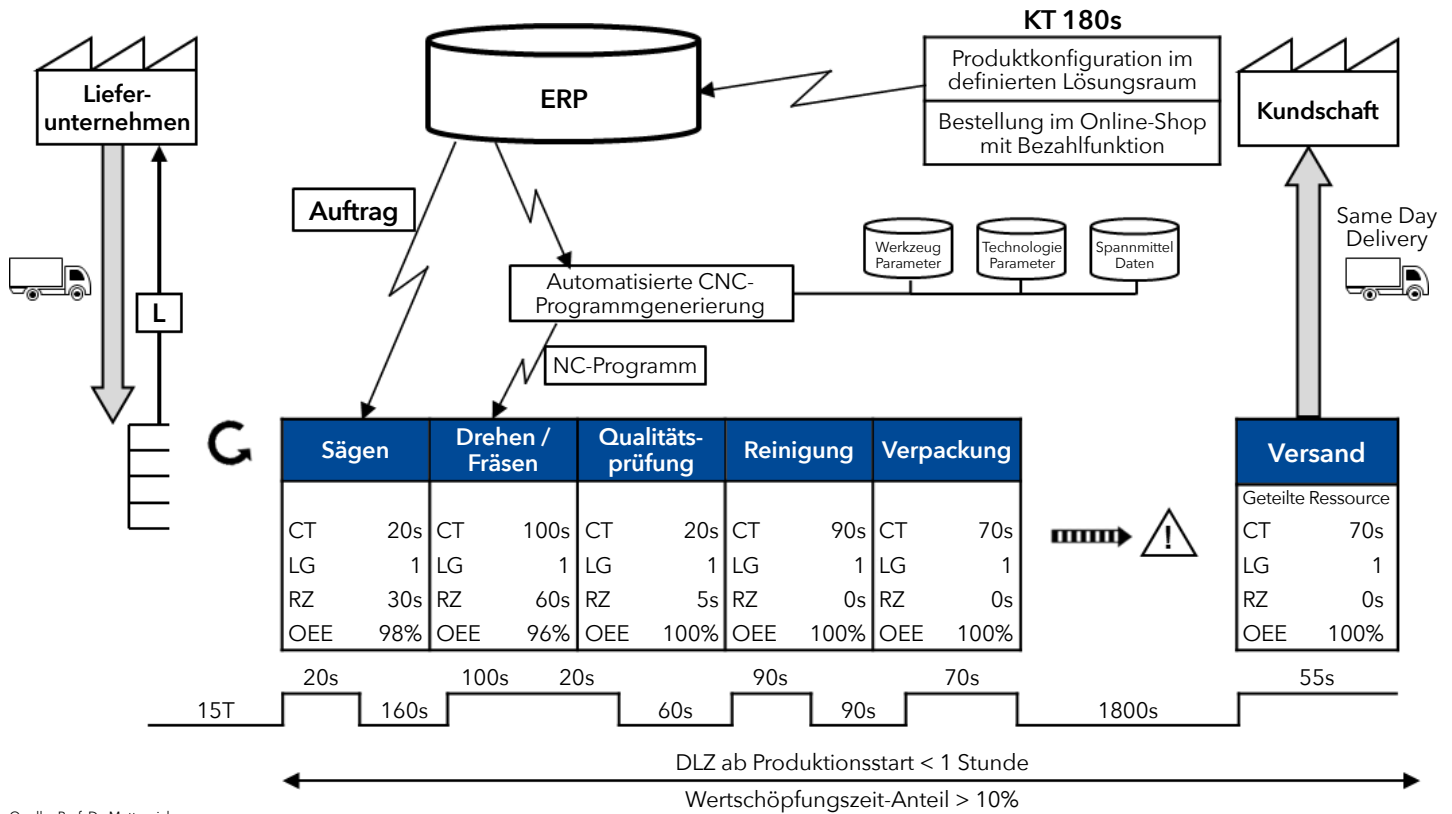 KT 180s
Liefer-
unternehmen
ERP
Produktkonfiguration im
definierten Lösungsraum
Bestellung im Online-Shop
mit Bezahlfunktion
Kundschaft
Auftrag
Werkzeug
Parameter
Technologie
Parameter
Spannmittel
Daten
Same Day
Delivery
Automatisierte CNC-
Programmgenerierung
L
NC-Programm
Sägen
CT 20s
LG 1
RZ 30s
OEE 98%
Drehen /
Fräsen
CT 100s
LG 1
RZ 60s
OEE 96%
Qualitäts-
prüfung
CT 20s
LG 1
RZ 5s
OEE 100%
Reinigung
CT 90s
LG 1
RZ 0s
OEE 100%
Verpackung
CT 70s
LG 1
RZ 0s
OEE 100%
!
Versand
Geteilte Ressource
CT 70s
LG 1
RZ 0s
OEE 100%
15T 20s 160s 100s 20s 60s 90s 90s 70s 1800s 55s
DLZ ab Produktionsstart < 1 Stunde
Wertschöpfungszeit-Anteil > 10%